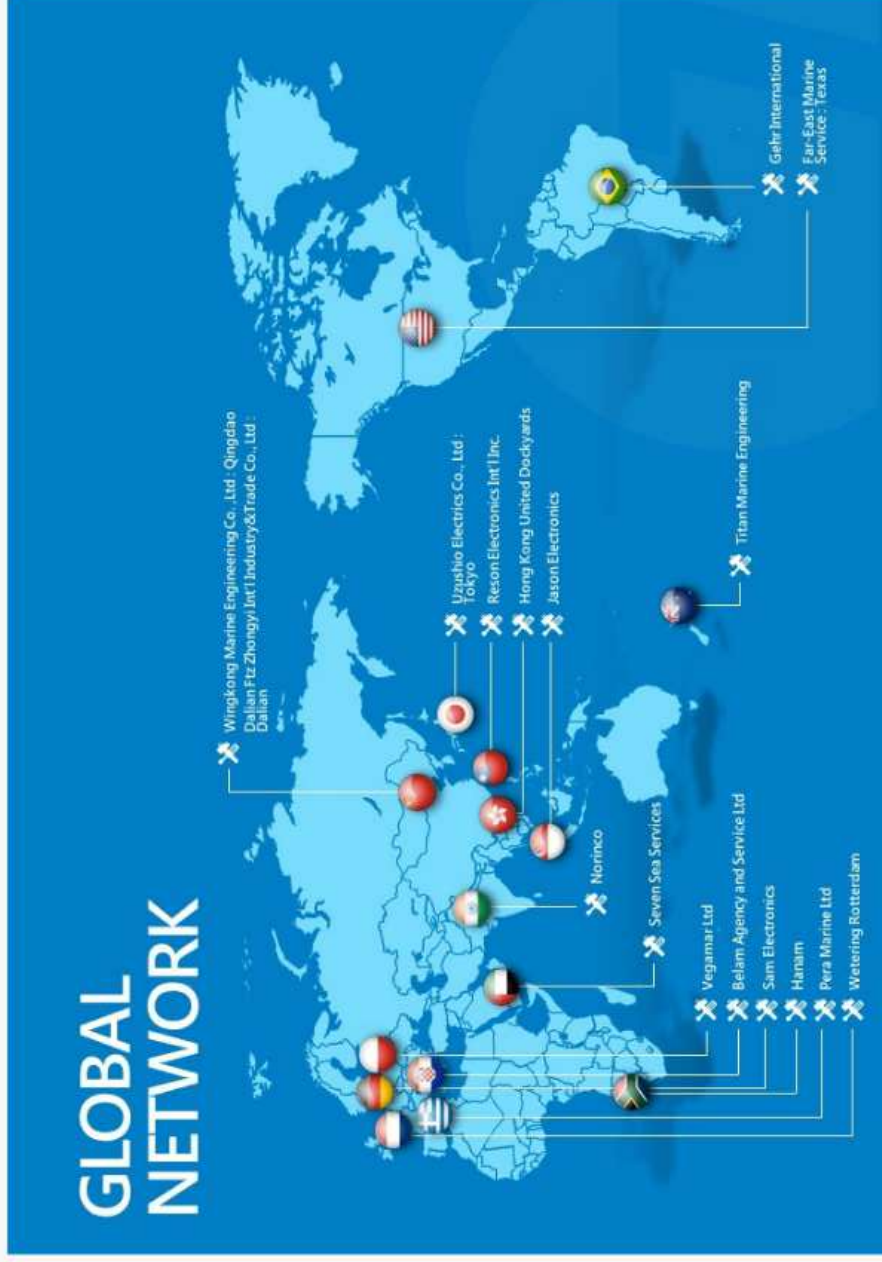 GLOBAL
NETWORK
Wingkong Marine Engineering Co. ,Ltd : Qingdao
Dalian Ftz Zhongyi Int'l Industry&Trade Co., Ltd :
Dalian
Uzushio Electrics Co., Ltd :
Tokyo
Reson Electronics Int'l Inc.
Hong Kong United Dockyards
Jason Electronics
Norinco
Seven Sea Services
Vegamar Ltd
Belam Agency and Service Ltd
Sam Electronics
Hanam
Pera Marine Ltd
Wetering Rotterdam
Titan Marine Engineering
Gehr International
Far-East Marine
Service : Texas